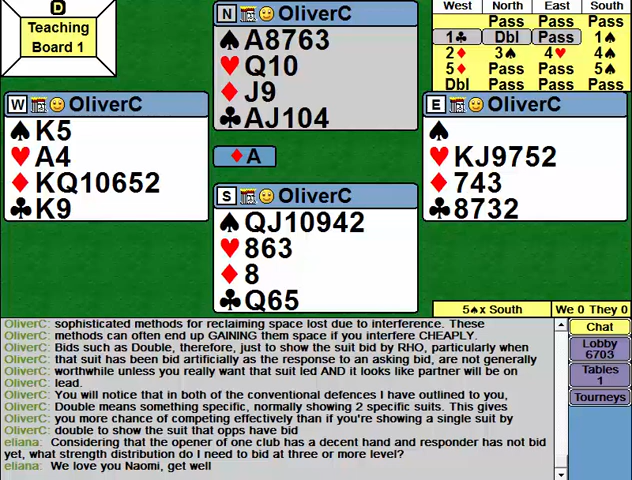 D
Teaching
Board 1
N OliverC
♠ A8763
♥ Q10
♦ J9
♣ AJ104
West North East South
Pass Pass Pass
1♣ Dbl Pass 1♠
2♦ 3♠ 4♥ 4♠
5♦ Pass Pass 5♠
Dbl Pass Pass Pass
W OliverC
♠ K5
♥ A4
♦ KQ10652
♣ K9
♦ A
E OliverC
♠
♥ KJ9752
♦ 743
♣ 8732
S OliverC
♠ QJ10942
♥ 863
♦ 8
♣ Q65
5♠x South We 0 They 0
OliverC: sophisticated methods for reclaiming space lost due to interference. These
OliverC: methods can often end up GAINING them space if you interfere CHEAPLY.
OliverC: Bids such as Double, therefore, just to show the suit bid by RHO, particularly when
OliverC: that suit has been bid artificially as the response to an asking bid, are not generally
OliverC: worthwhile unless you really want that suit led AND it looks like partner will be on
OliverC: lead.
OliverC: You will notice that in both of the conventional defences I have outlined to you,
OliverC: Double means something specific, normally showing 2 specific suits. This gives
OliverC: you more chance of competing effectively than if you're showing a single suit by
OliverC: double to show the suit that opps have bid
eliana: Considering that the opener of one club has a decent hand and responder has not bid
yet, what strength distribution do I need to bid at three or more level?
eliana: We love you Naomi, get well
Chat
Lobby
6703
Tables
1
Tourneys